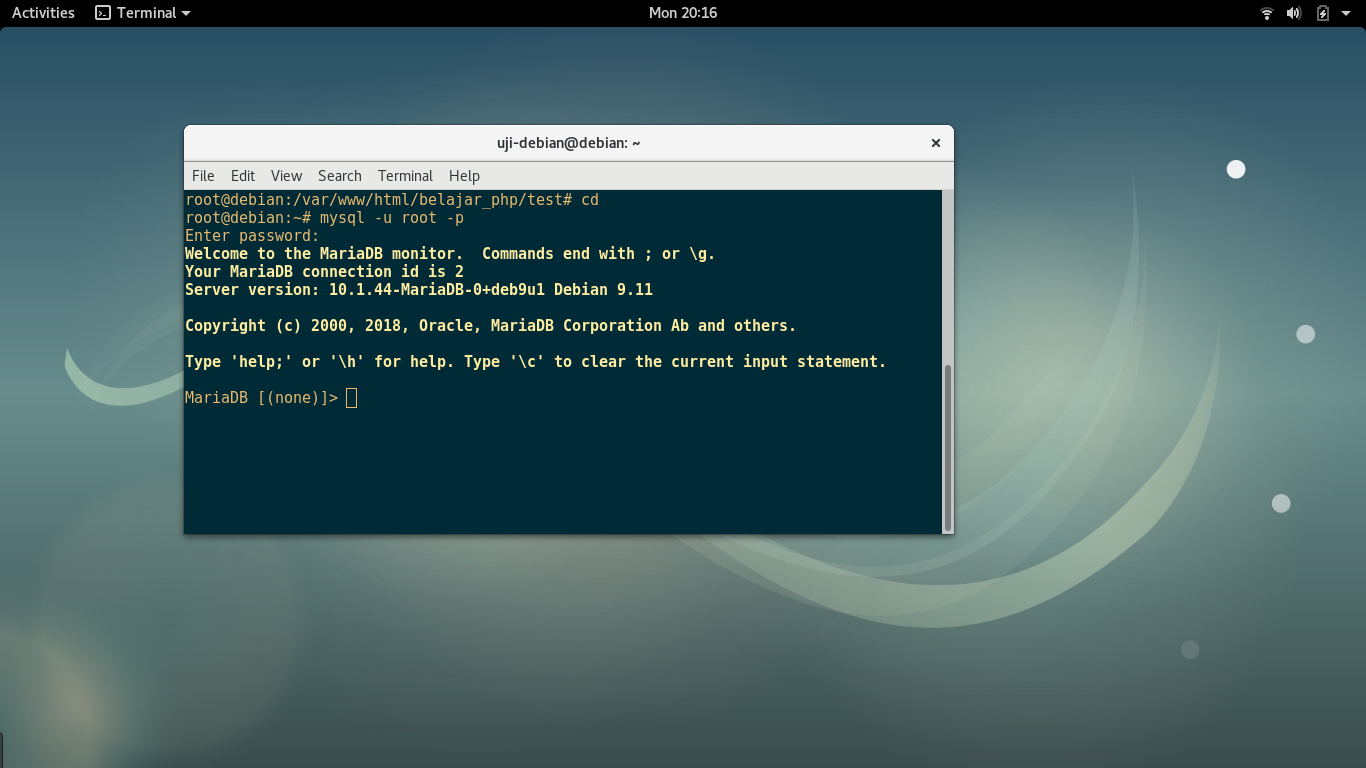 Activities Terminal Mon 20:16
uji-debian@debian: ~
File Edit View Search Terminal Help
root@debian:/var/www/html/belajar_php/test# cd
root@debian:~# mysql -u root -p
Enter password:
Welcome to the MariaDB monitor.  Commands end with ; or \g.
Your MariaDB connection id is 2
Server version: 10.1.44-MariaDB-0+deb9u1 Debian 9.11
Copyright (c) 2000, 2018, Oracle, MariaDB Corporation Ab and others.
Type 'help;' or '\h' for help. Type '\c' to clear the current input statement.
MariaDB [(none)]>